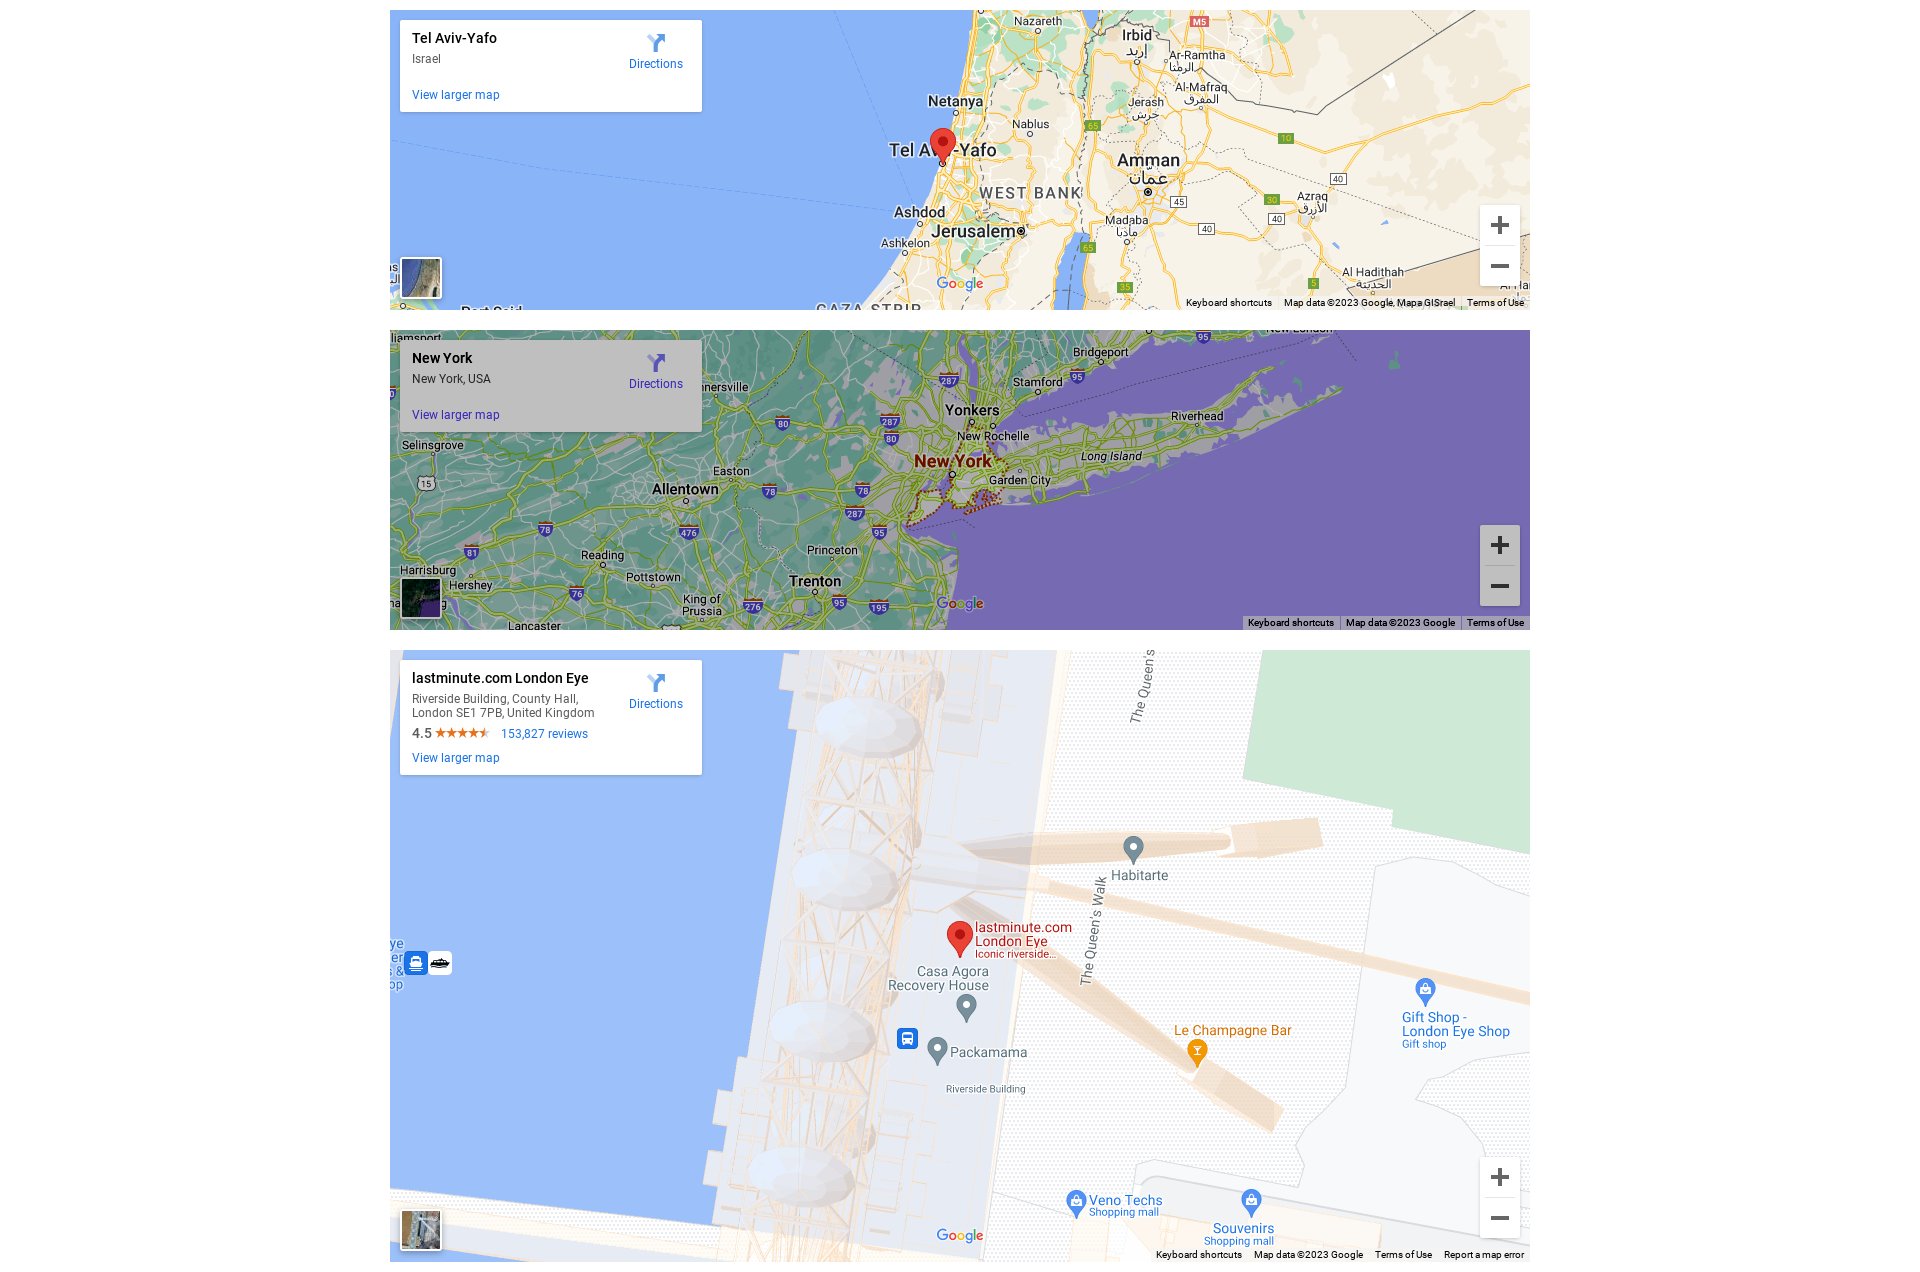 Tel Aviv-Yafo
Israel
Directions
View larger map
Nazareth
M5
Irbid
إربد
Ar-Ramtha
الرمثا
Al-Mafraq
المفرق
Netanya
Jerash
جرش
Nablus
65
10
Tel Aviv-Yafo
Amman
عمّان
WEST BANK
40
45
30
Azraq
الأزرق
Ashdod
40
Madaba
مادبا
40
Jerusalem
Ashkelon
65
Al Hadithah
الحديثة
35
5
Google
GAZA STRIP
Port Said
Keyboard shortcuts
Map data ©2023 Google, Mapa GISrael
Terms of Use
New York
New York, USA
Directions
View larger map
liamsport
New London
95
Bridgeport
287
95
Stamford
nnersville
Yonkers
Riverhead
80
287
80
New Rochelle
Selinsgrove
Long Island
New York
Easton
Garden City
15
Allentown
78
78
287
78
476
95
81
Reading
Princeton
Harrisburg
Pottstown
Hershey
Trenton
76
King of
Prussia
276
95
195
Google
Lancaster
Keyboard shortcuts
Map data ©2023 Google
Terms of Use
lastminute.com London Eye
Riverside Building, County Hall,
London SE1 7PB, United Kingdom
4.5
153,827 reviews
Directions
View larger map
The Queen's
Habitarte
The Queen's Walk
lastminute.com
London Eye
Iconic riverside...
Casa Agora
Recovery House
Packamama
Riverside Building
Le Champagne Bar
Gift Shop -
London Eye Shop
Gift shop
Veno Techs
Shopping mall
Souvenirs
Shopping mall
Google
Keyboard shortcuts
Map data ©2023 Google
Terms of Use
Report a map error